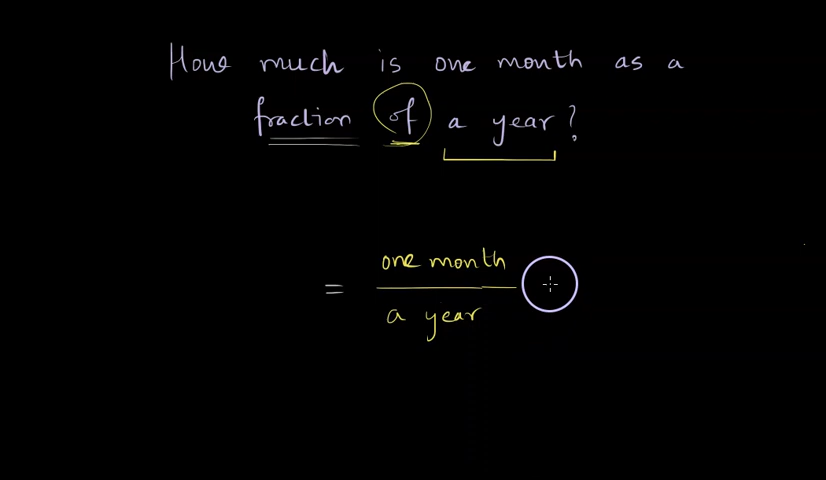 How much is one month as a
fraction of a year?
= one month
a year